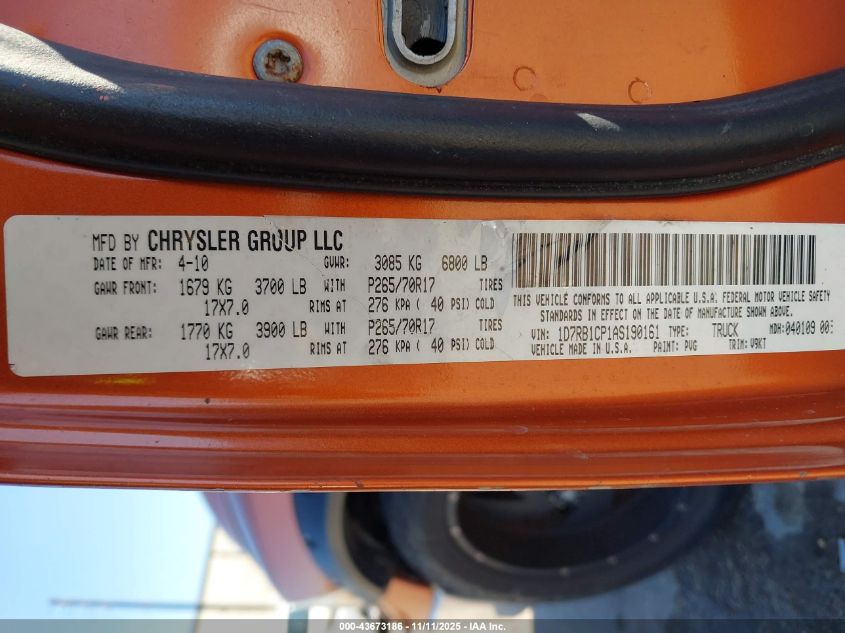 MFD BY CHRYSLER GROUP LLC
DATE OF MFR: 4-10 GVWR: 3085 KG 6800 LB
GAWR FRONT: 1679 KG 3700 LB WITH P265/70R17 TIRES
17X7.0 RIMS AT 276 KPA ( 40 PSI) COLD
GAWR REAR: 1770 KG 3900 LB WITH P265/70R17 TIRES
17X7.0 RIMS AT 276 KPA ( 40 PSI) COLD
THIS VEHICLE CONFORMS TO ALL APPLICABLE U.S.A. FEDERAL MOTOR VEHICLE SAFETY
STANDARDS IN EFFECT ON THE DATE OF MANUFACTURE SHOWN ABOVE.
VIN: 1D7RB1CP1AS190161 TYPE: TRUCK MDH: 040109
VEHICLE MADE IN U.S.A. PAINT: PVG TRIM: V9KT
000-43673186 - 11/11/2025 - IAA Inc.